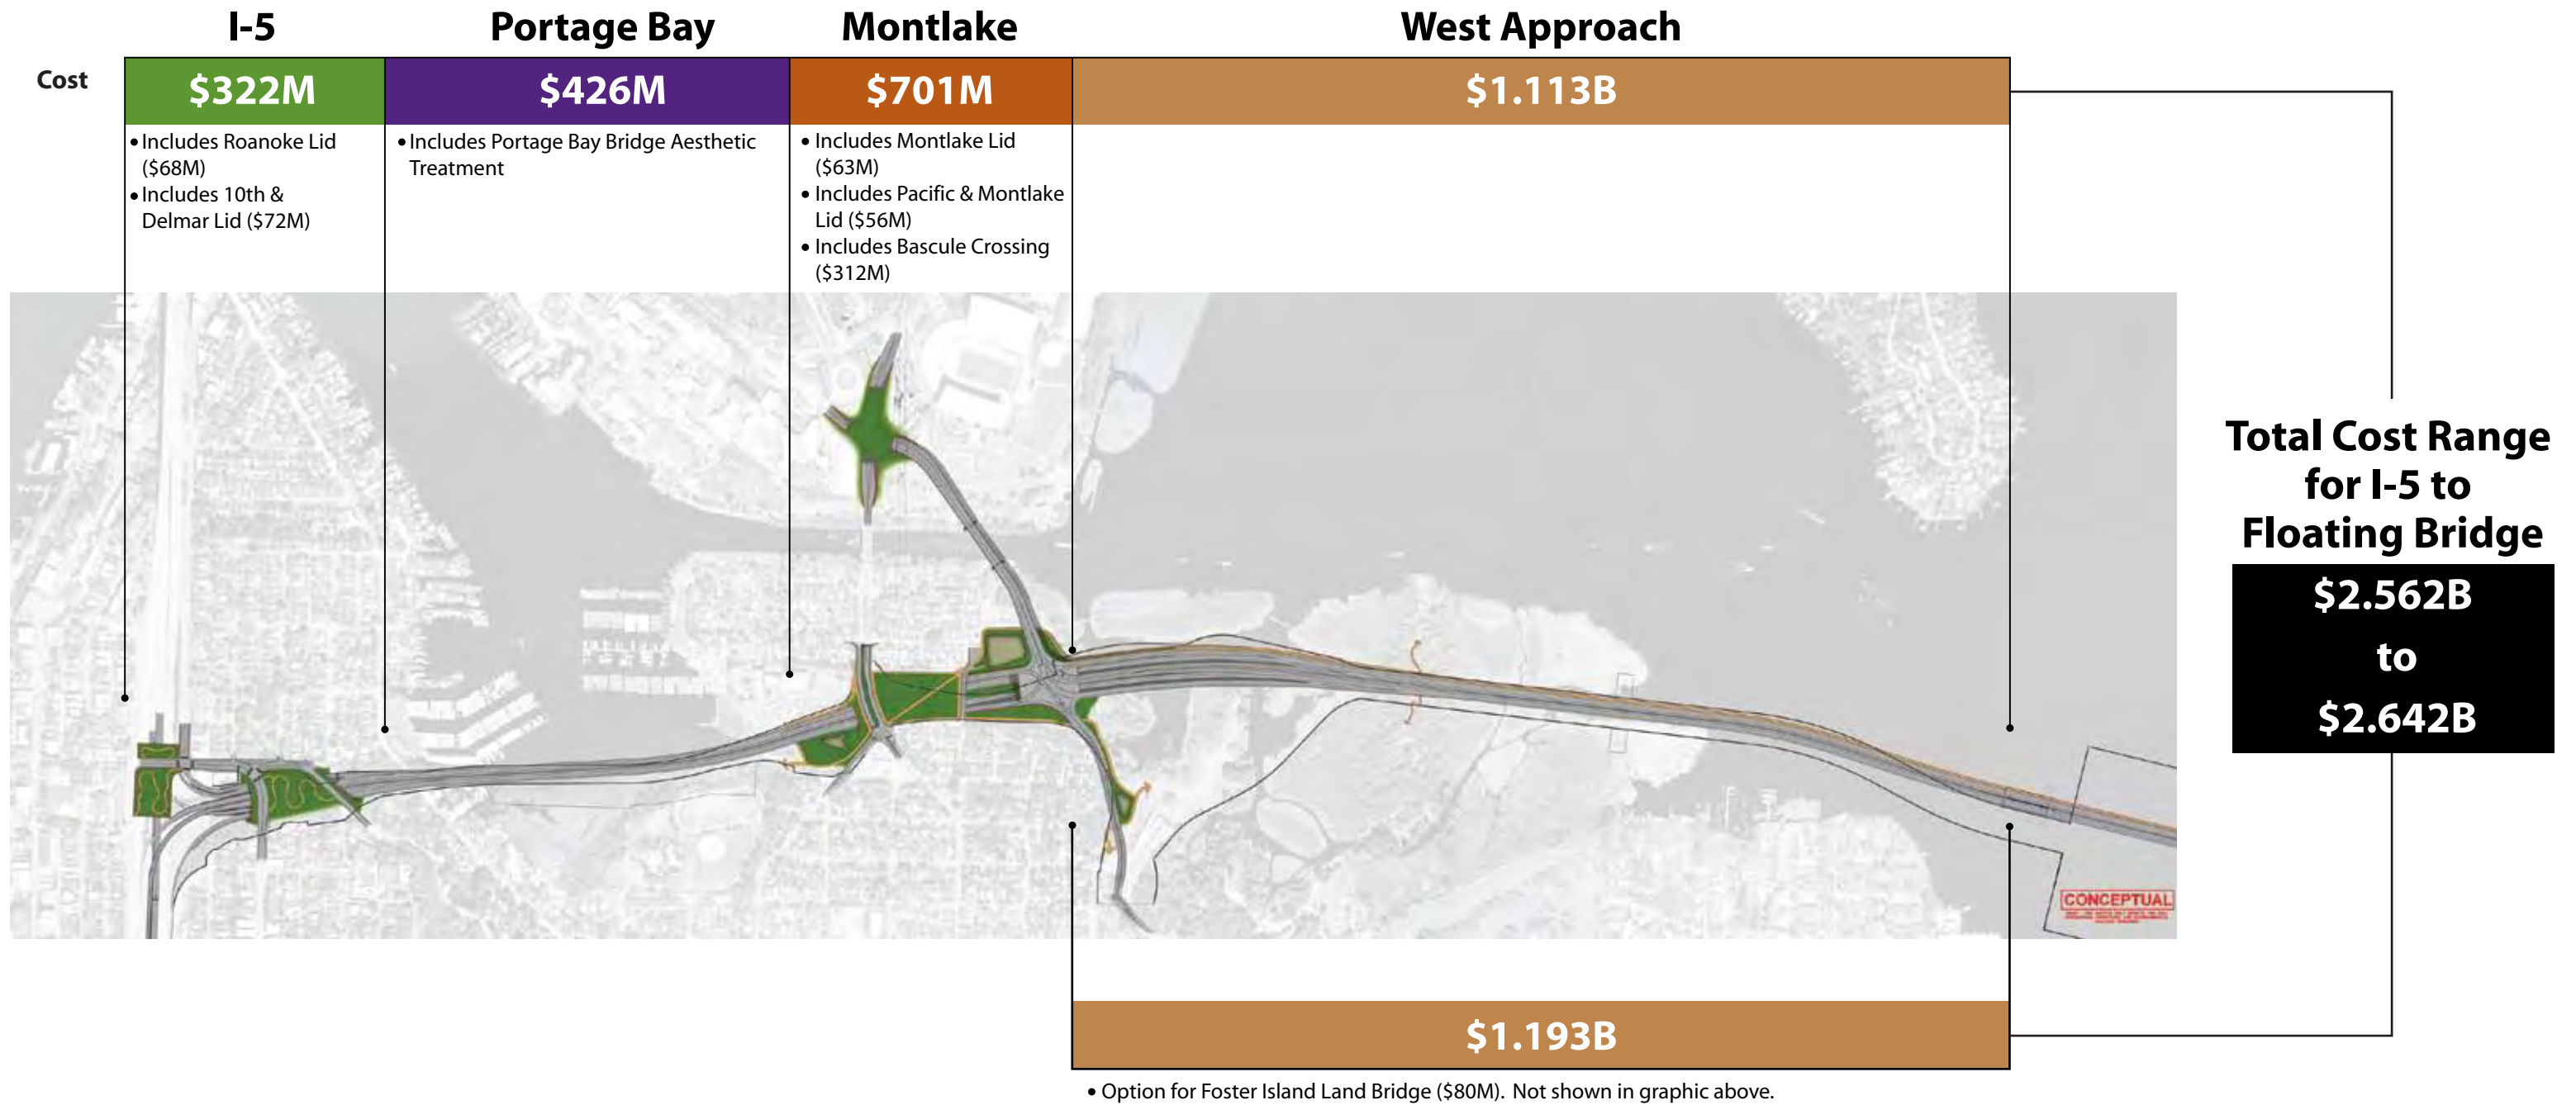 I-5
Portage Bay
Montlake
West Approach
Cost
$322M
$426M
$701M
$1.113B
• Includes Roanoke Lid
($68M)
• Includes 10th &
Delmar Lid ($72M)
• Includes Portage Bay Bridge Aesthetic
Treatment
• Includes Montlake Lid
($63M)
• Includes Pacific & Montlake
Lid ($56M)
• Includes Bascule Crossing
($312M)
Total Cost Range
for I-5 to
Floating Bridge
$2.562B
to
$2.642B
CONCEPTUAL
$1.193B
• Option for Foster Island Land Bridge ($80M). Not shown in graphic above.